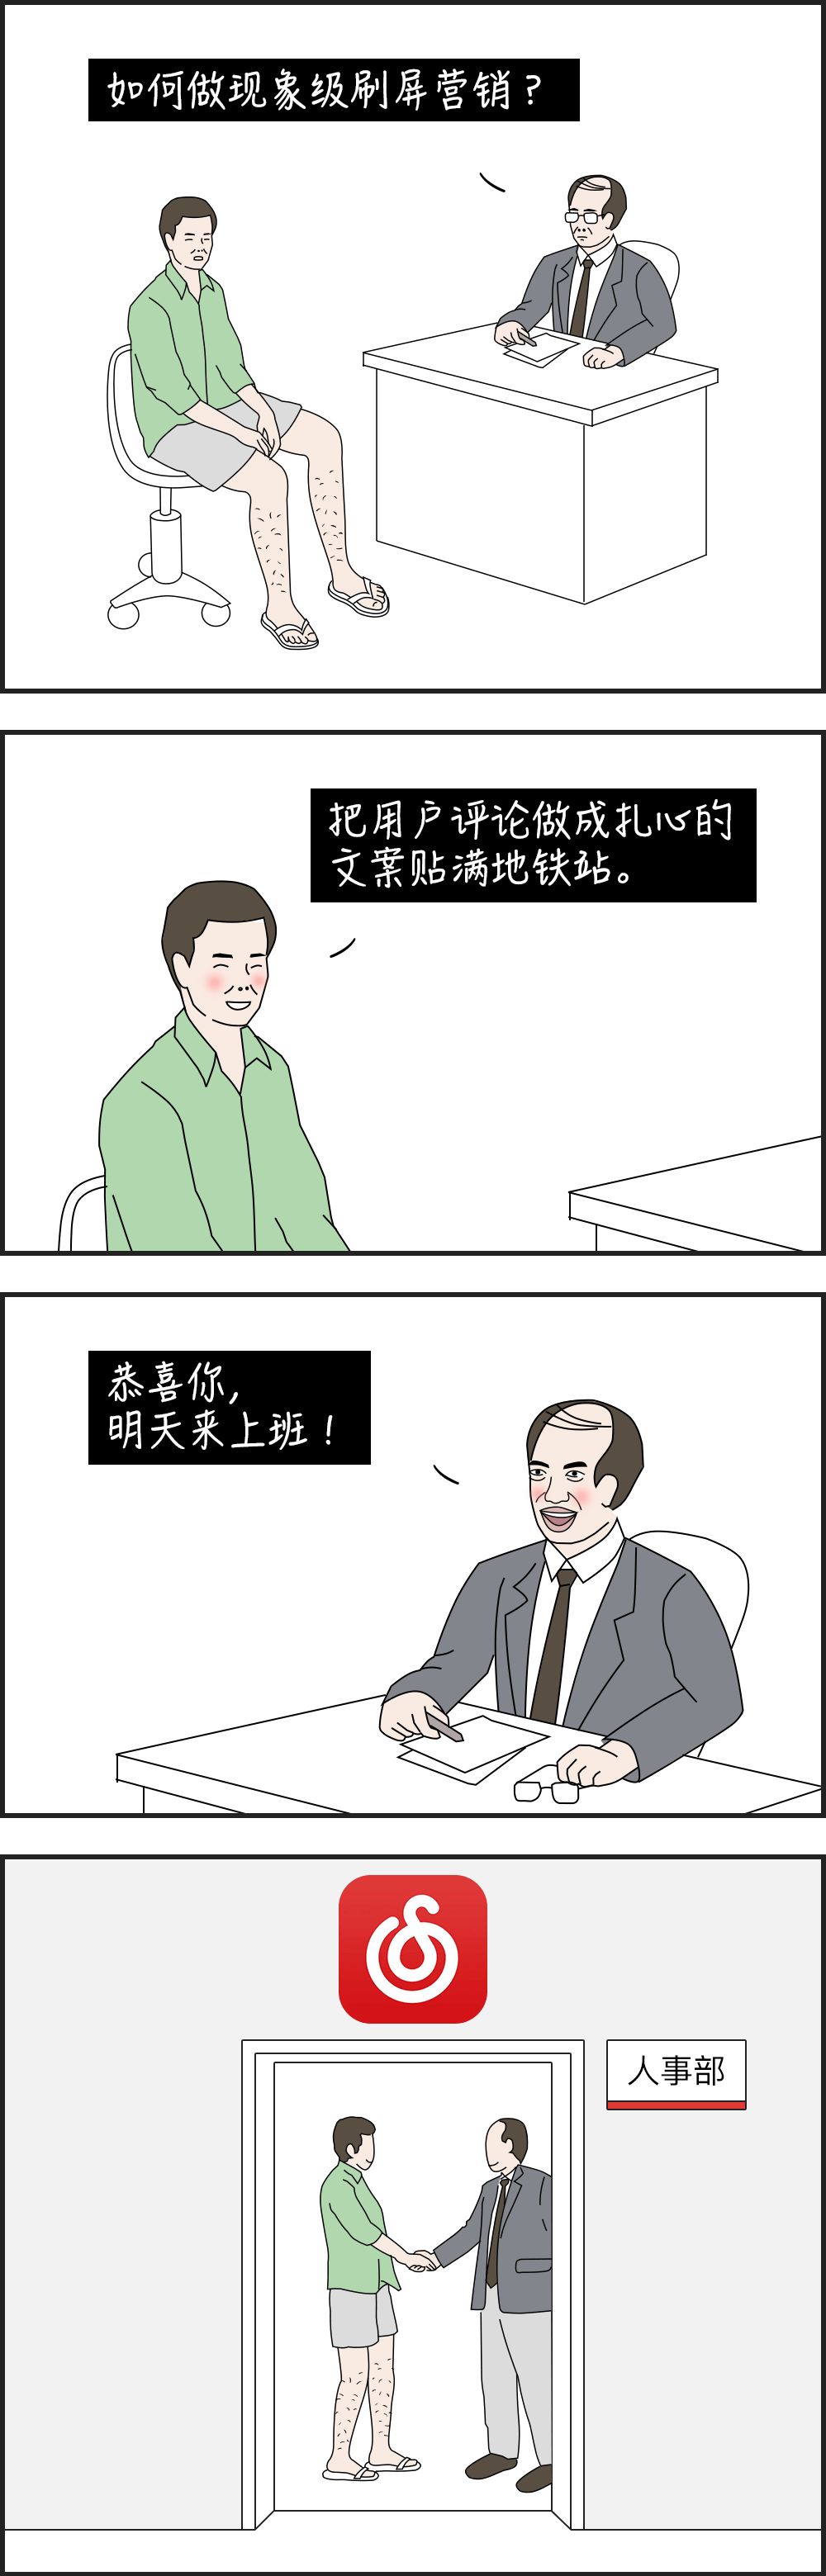 如何做现象级刷屏营销？
把用户评论做成扎心的
文案贴满地铁站。
恭喜你，
明天来上班！
人事部